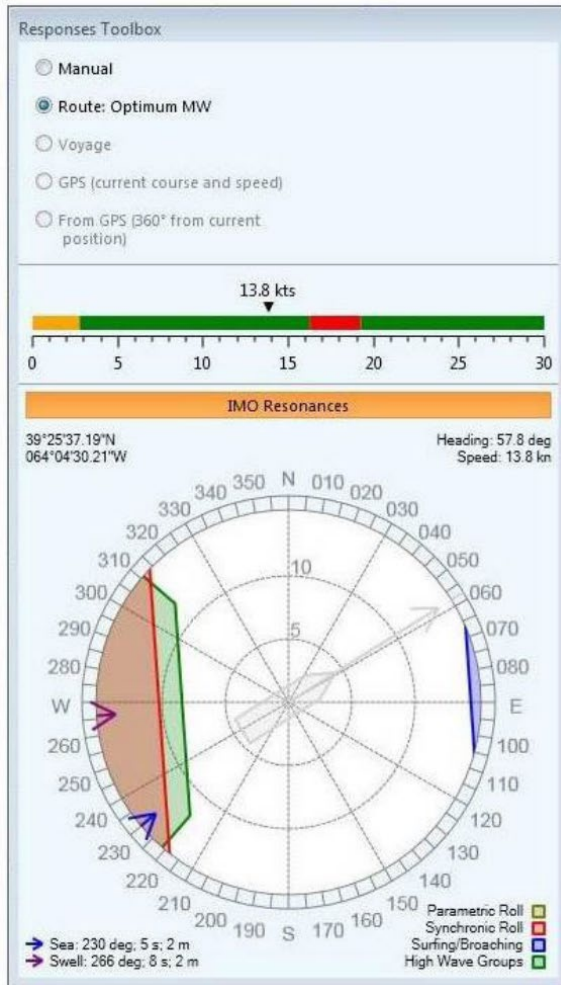 Responses Toolbox
Manual
Route: Optimum MW
Voyage
GPS (current course and speed)
From GPS (360° from current
position)
13.8 kts
0 5 10 15 20 25 30
IMO Resonances
39°25'37.19"N
Heading: 57.8 deg
064°04'30.21"W
Speed: 13.8 kn
N
010
020
030
040
050
060
070
080
E
100
110
120
130
140
150
160
170
S
190
200
210
220
230
240
250
260
W
280
290
300
310
320
330
340
350
10
5
Parametric Roll
Synchronic Roll
Surfing/Broaching
High Wave Groups
Sea: 230 deg; 5 s; 2 m
Swell: 266 deg; 8 s; 2 m